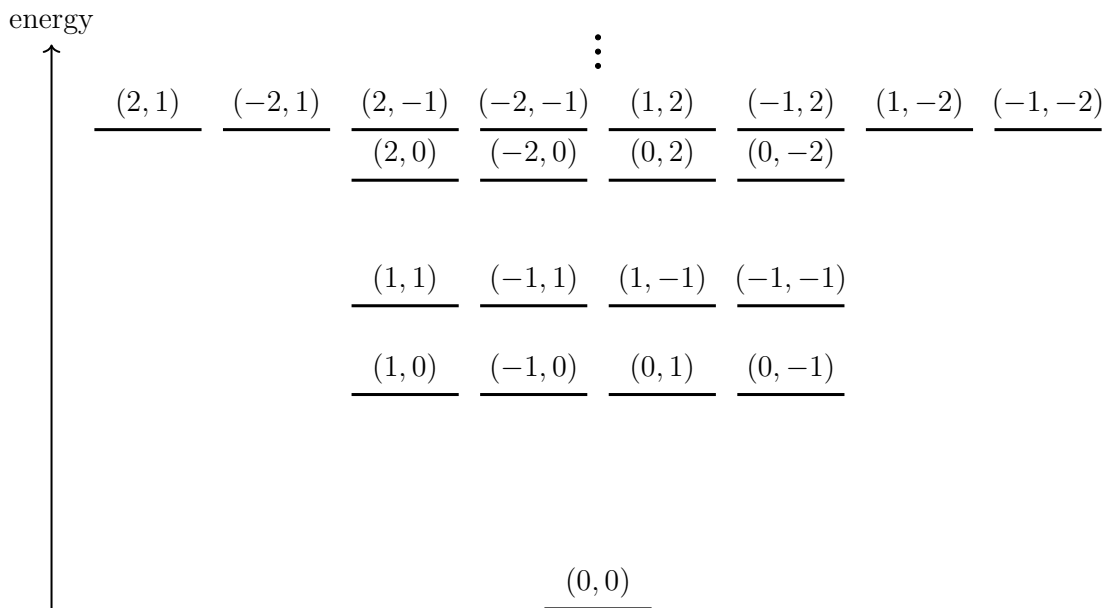 energy
⋮
(2, 1) (−2, 1) (2, −1) (−2, −1) (1, 2) (−1, 2) (1, −2) (−1, −2)
(2, 0) (−2, 0) (0, 2) (0, −2)
(1, 1) (−1, 1) (1, −1) (−1, −1)
(1, 0) (−1, 0) (0, 1) (0, −1)
(0, 0)